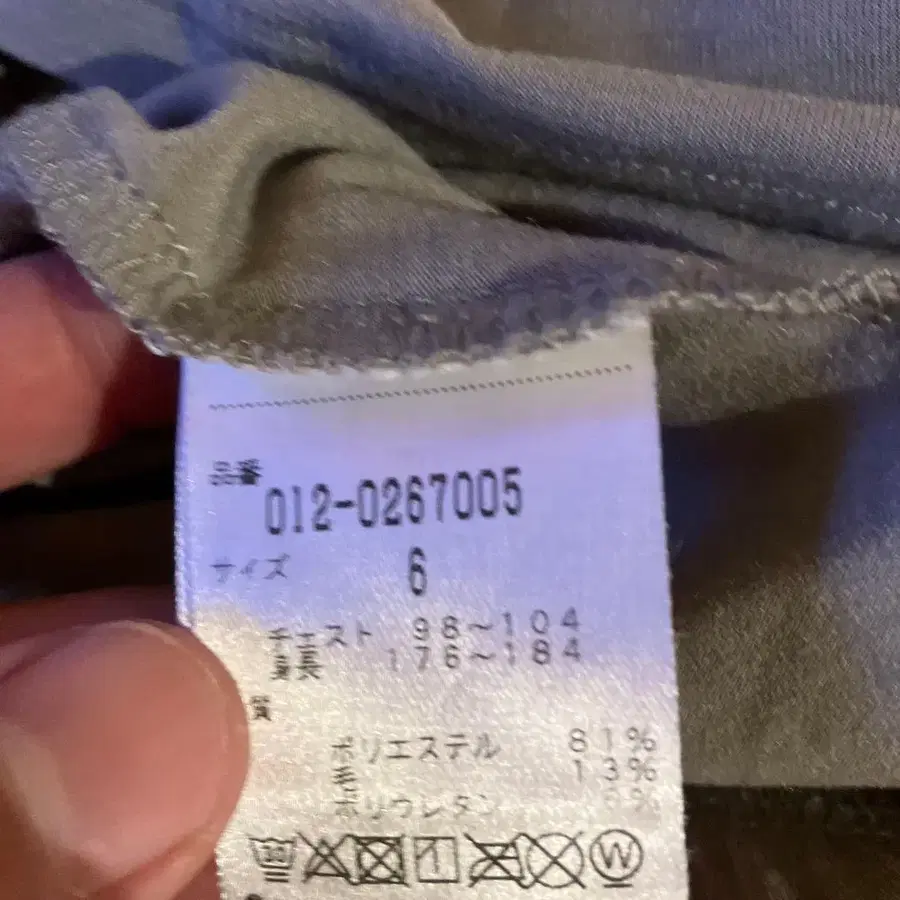 品番
012-0267005
サイズ 6
チェスト 98〜104
身長 176〜184
質
ポリエステル 81%
毛 13%
ポリウレタン 6%
W